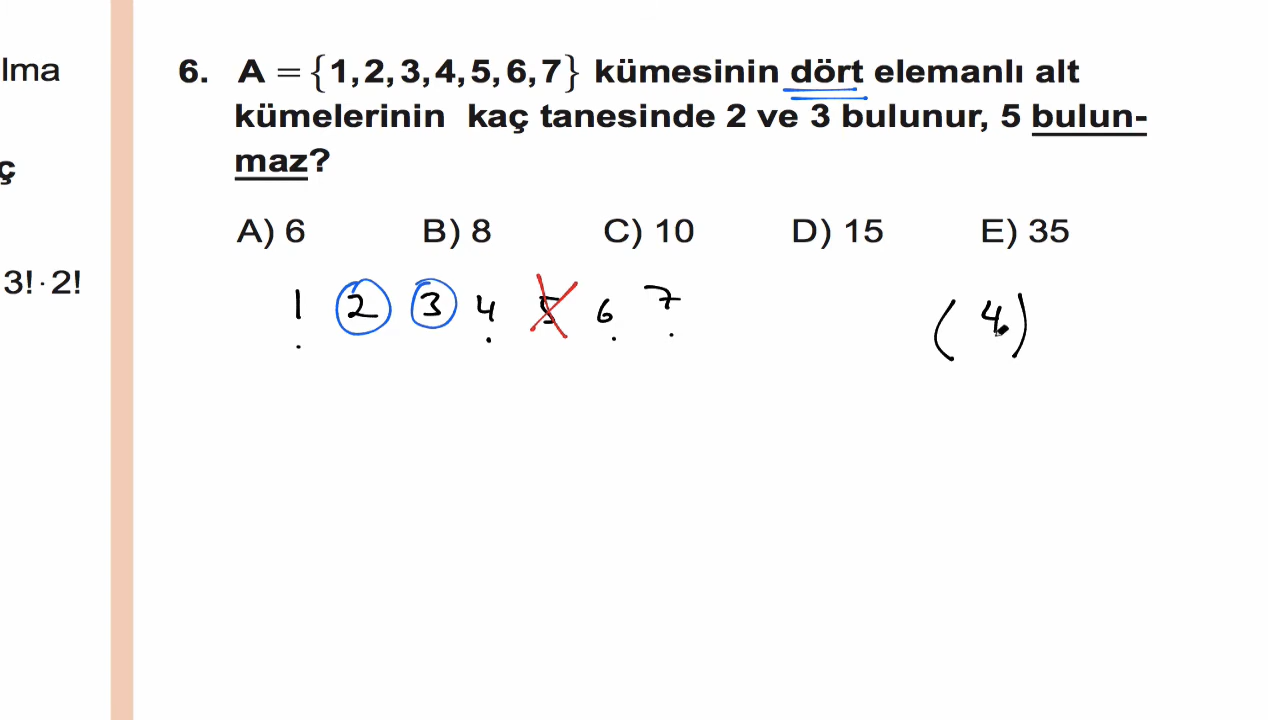 lma
6. A = {1,2,3,4,5,6,7} kümesinin dört elemanlı alt
kümelerinin kaç tanesinde 2 ve 3 bulunur, 5 bulun-
maz?
ç
A) 6 B) 8 C) 10 D) 15 E) 35
3!·2!
1 2 3 4 5 6 7
(4)